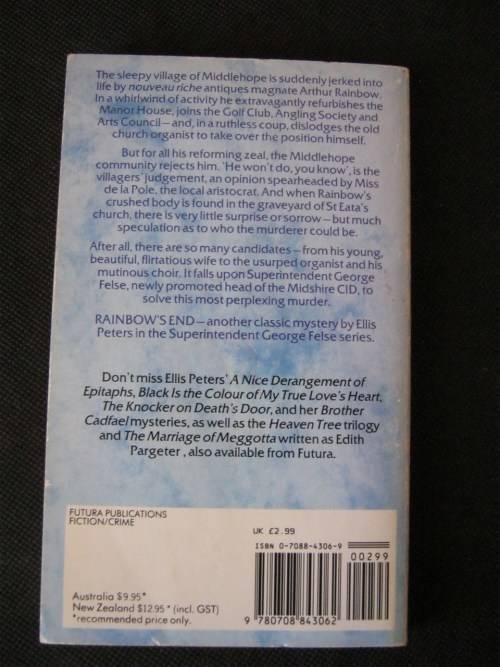 The sleepy village of Middlehope is suddenly jerked into
life by nouveau riche antiques magnate Arthur Rainbow.
In a whirlwind of activity he extravagantly refurbishes the
Manor House, joins the Golf Club, Angling Society and
Arts Council – and, in a ruthless coup, dislodges the old
church organist to take over the position himself.
But for all his reforming zeal, the Middlehope
community rejects him. 'He won't do, you know', is the
villagers' judgement, an opinion spearheaded by Miss
de la Pole, the local aristocrat. And when Rainbow's
crushed body is found in the graveyard of St Eata's
church, there is very little surprise or sorrow – but much
speculation as to who the murderer could be.
After all, there are so many candidates – from his young,
beautiful, flirtatious wife to the usurped organist and his
mutinous choir. It falls upon Superintendent George
Felse, newly promoted head of the Midshire CID, to
solve this most perplexing murder.
RAINBOW'S END – another classic mystery by Ellis
Peters in the Superintendent George Felse series.
Don't miss Ellis Peters' A Nice Derangement of
Epitaphs, Black Is the Colour of My True Love's Heart,
The Knocker on Death's Door, and her Brother
Cadfael mysteries, as well as the Heaven Tree trilogy
and The Marriage of Meggotta written as Edith
Pargeter , also available from Futura.
FUTURA PUBLICATIONS
FICTION/CRIME
UK £2.99
ISBN 0-7088-4306-9
00299
Australia $9.95*
New Zealand $12.95* (incl. GST)
*recommended price only.
9 780708 843062